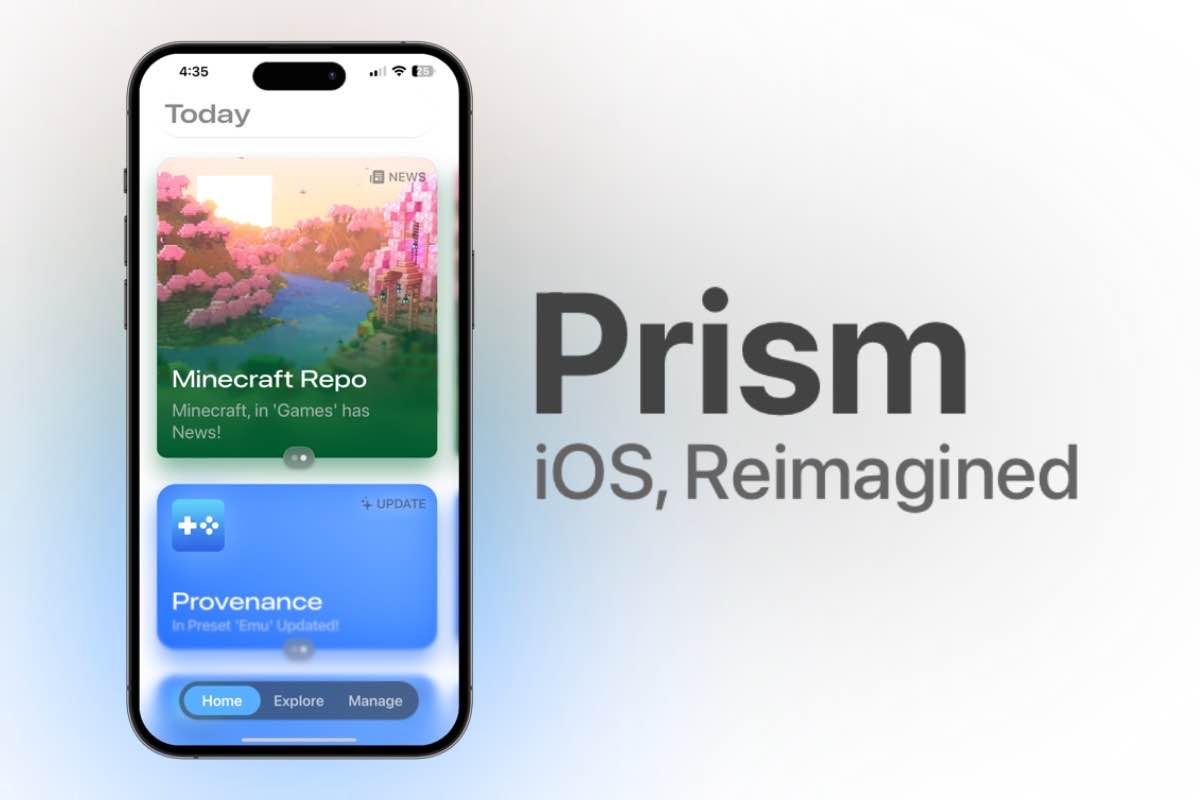 4:35
25
Today
NEWS
Minecraft Repo
Minecraft, in 'Games' has
News!
UPDATE
Provenance
In Preset 'Emu' Updated!
Home
Explore
Manage
Prism
iOS, Reimagined